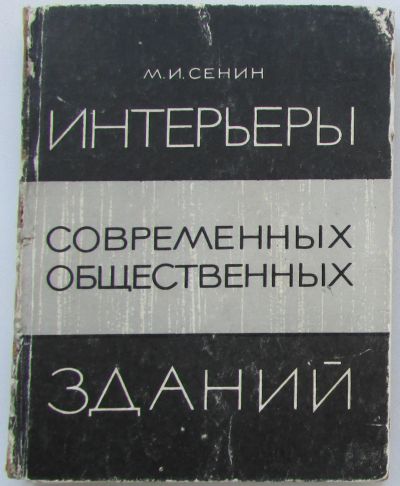 М.И.СЕНИН
ИНТЕРЬЕРЫ
СОВРЕМЕННЫХ
ОБЩЕСТВЕННЫХ
ЗДАНИЙ